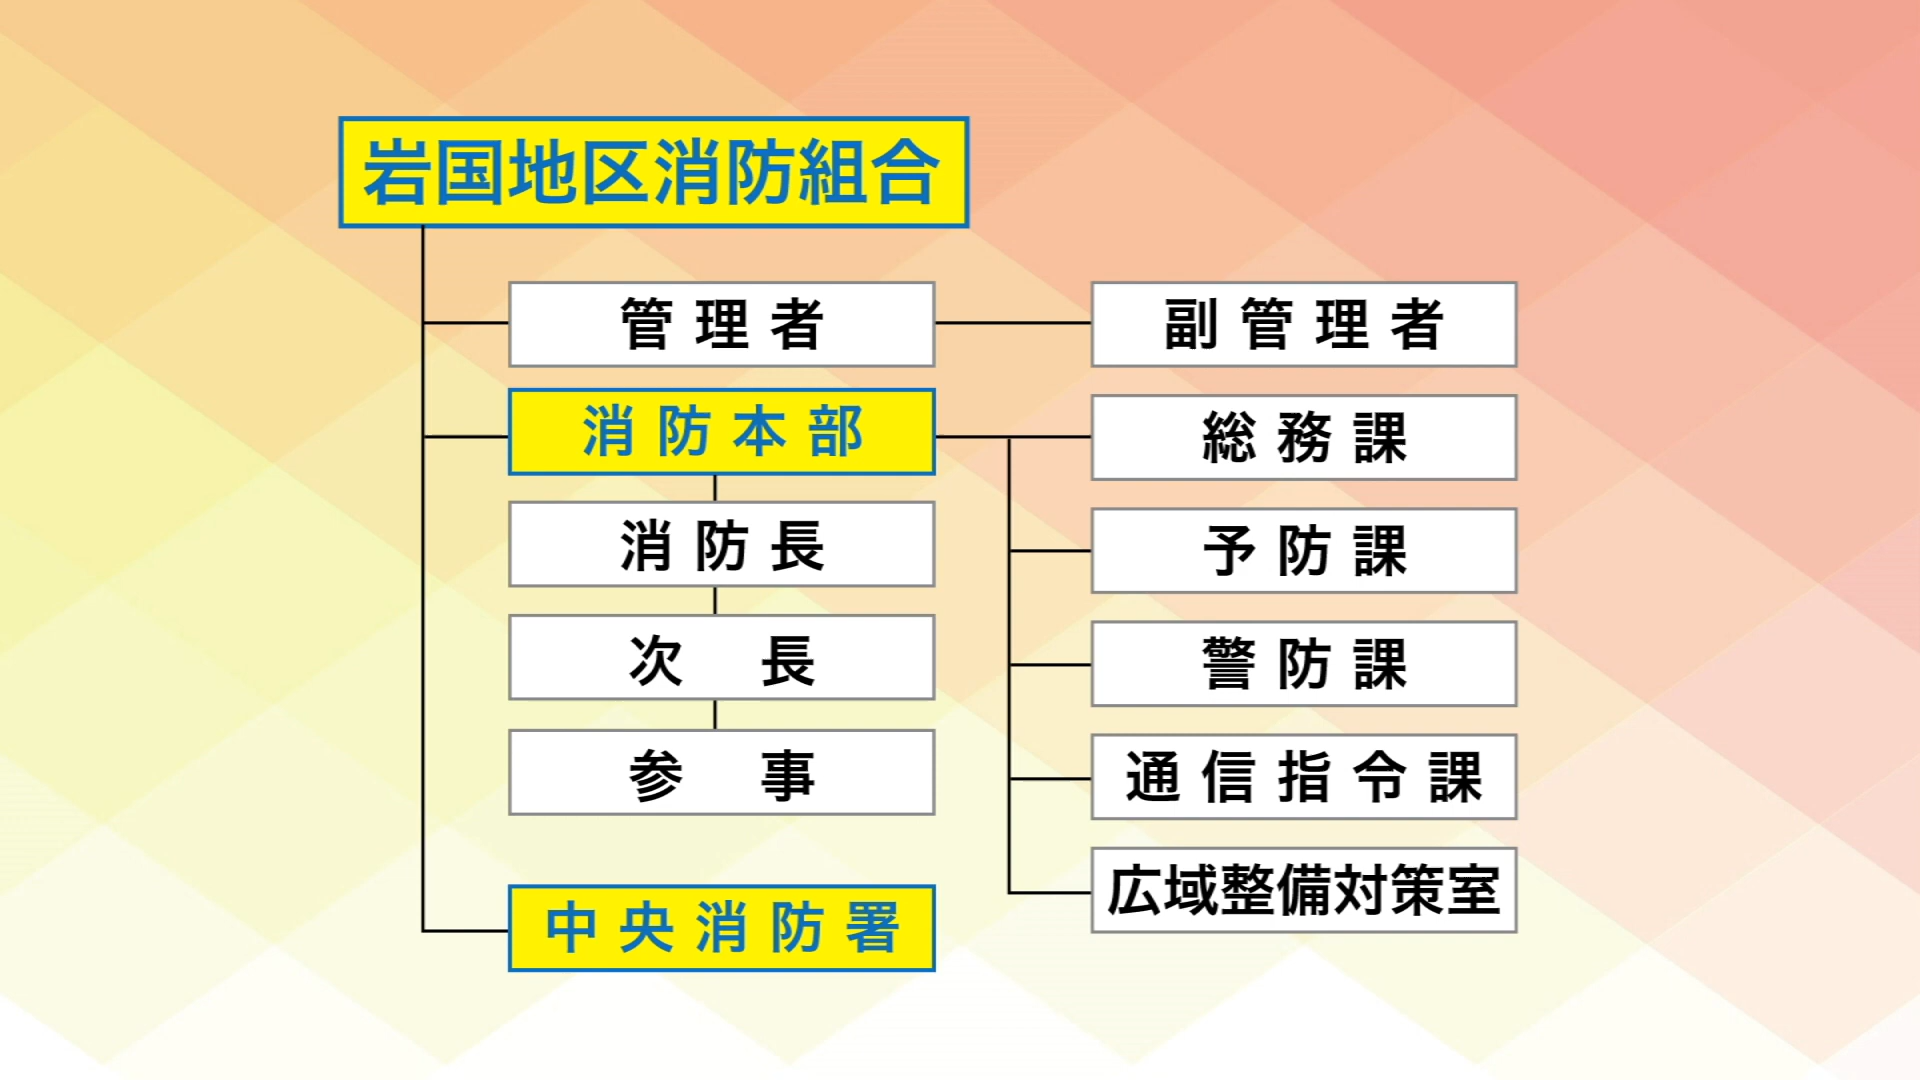 岩国地区消防組合
管理者
副管理者
消防本部
総務課
消防長
予防課
次長
警防課
参事
通信指令課
広域整備対策室
中央消防署